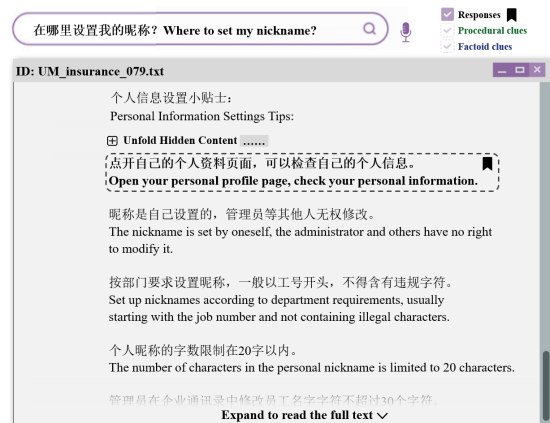 在哪里设置我的昵称？Where to set my nickname?
Responses
Procedural clues
Factoid clues
ID: UM_insurance_079.txt
个人信息设置小贴士：
Personal Information Settings Tips:
Unfold Hidden Content ......
点开自己的个人资料页面，可以检查自己的个人信息。
Open your personal profile page, check your personal information.
昵称是自己设置的，管理员等其他人无权修改。
The nickname is set by oneself, the administrator and others have no right
to modify it.
按部门要求设置昵称，一般以工号开头，不得含有违规字符。
Set up nicknames according to department requirements, usually
starting with the job number and not containing illegal characters.
个人昵称的字数限制在20字以内。
The number of characters in the personal nickname is limited to 20 characters.
管理员在企业通讯录中修改员工名字字符不超过30个字符。
Expand to read the full text